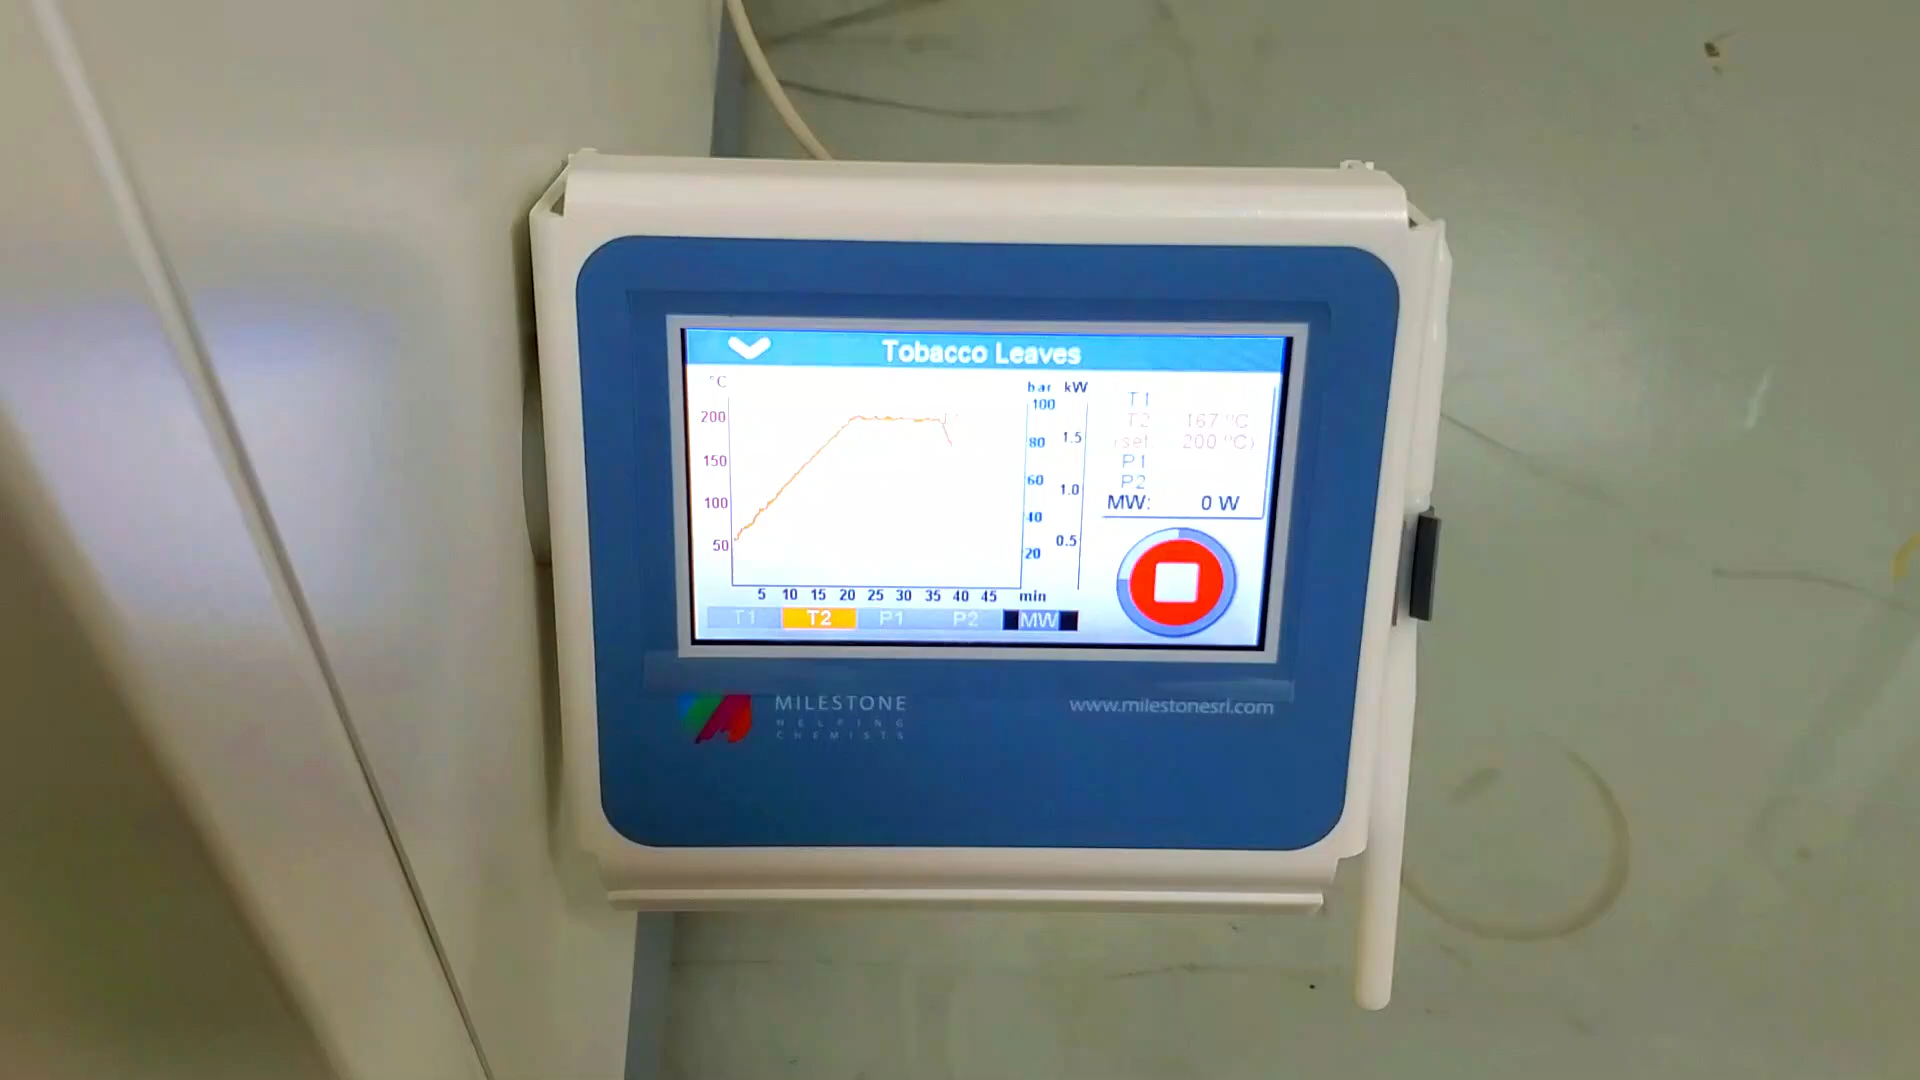 Tobacco Leaves
°C
200
150
100
50
5 10 15 20 25 30 35 40 45 min
bar kW
100
80
60
40
20
1.5
1.0
0.5
T1
T2 167 °C
(set 200 °C)
P1
P2
MW: 0 W
T1 T2 P1 P2 MW
MILESTONE
HELPING
CHEMISTS
www.milestonesrl.com